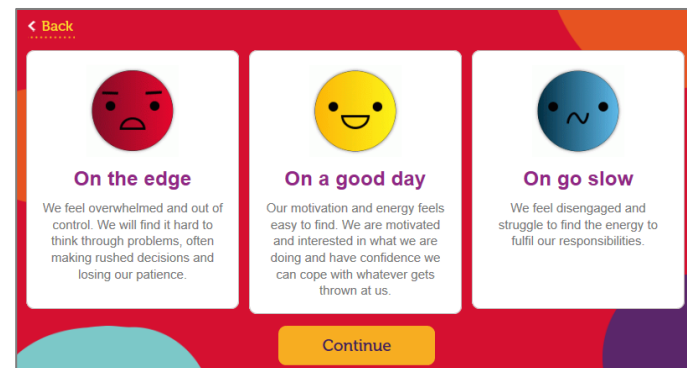 Back
On the edge
We feel overwhelmed and out of
control. We will find it hard to
think through problems, often
making rushed decisions and
losing our patience.
On a good day
Our motivation and energy feels
easy to find. We are motivated
and interested in what we are
doing and have confidence we
can cope with whatever gets
thrown at us.
On go slow
We feel disengaged and
struggle to find the energy to
fulfil our responsibilities.
Continue